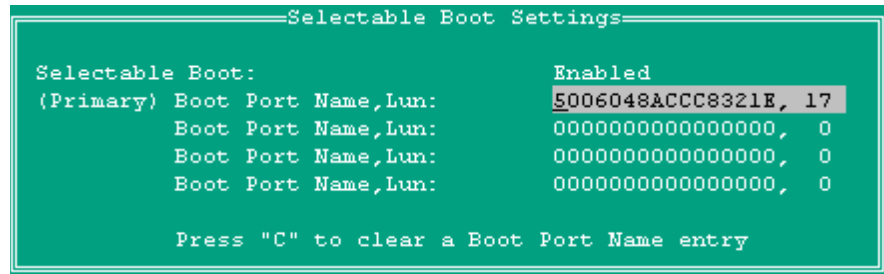 Selectable Boot Settings
Selectable Boot: Enabled
(Primary) Boot Port Name,Lun: 5006048ACCC8321E, 17
Boot Port Name,Lun: 0000000000000000, 0
Boot Port Name,Lun: 0000000000000000, 0
Boot Port Name,Lun: 0000000000000000, 0
Press "C" to clear a Boot Port Name entry